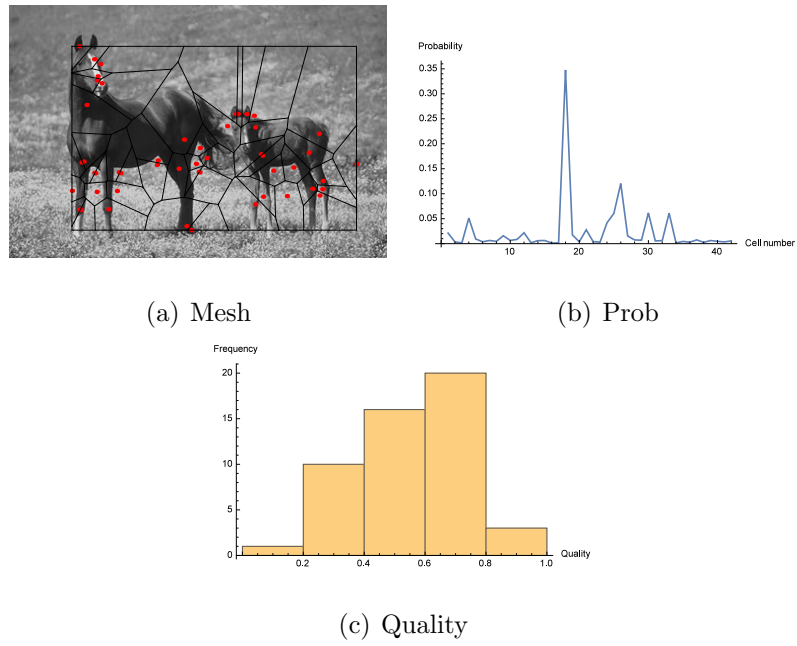 Probability
0.35
0.30
0.25
0.20
0.15
0.10
0.05
10 20 30 40
Cell number
(a) Mesh
(b) Prob
Frequency
20
15
10
5
0
0.2 0.4 0.6 0.8 1.0
Quality
(c) Quality